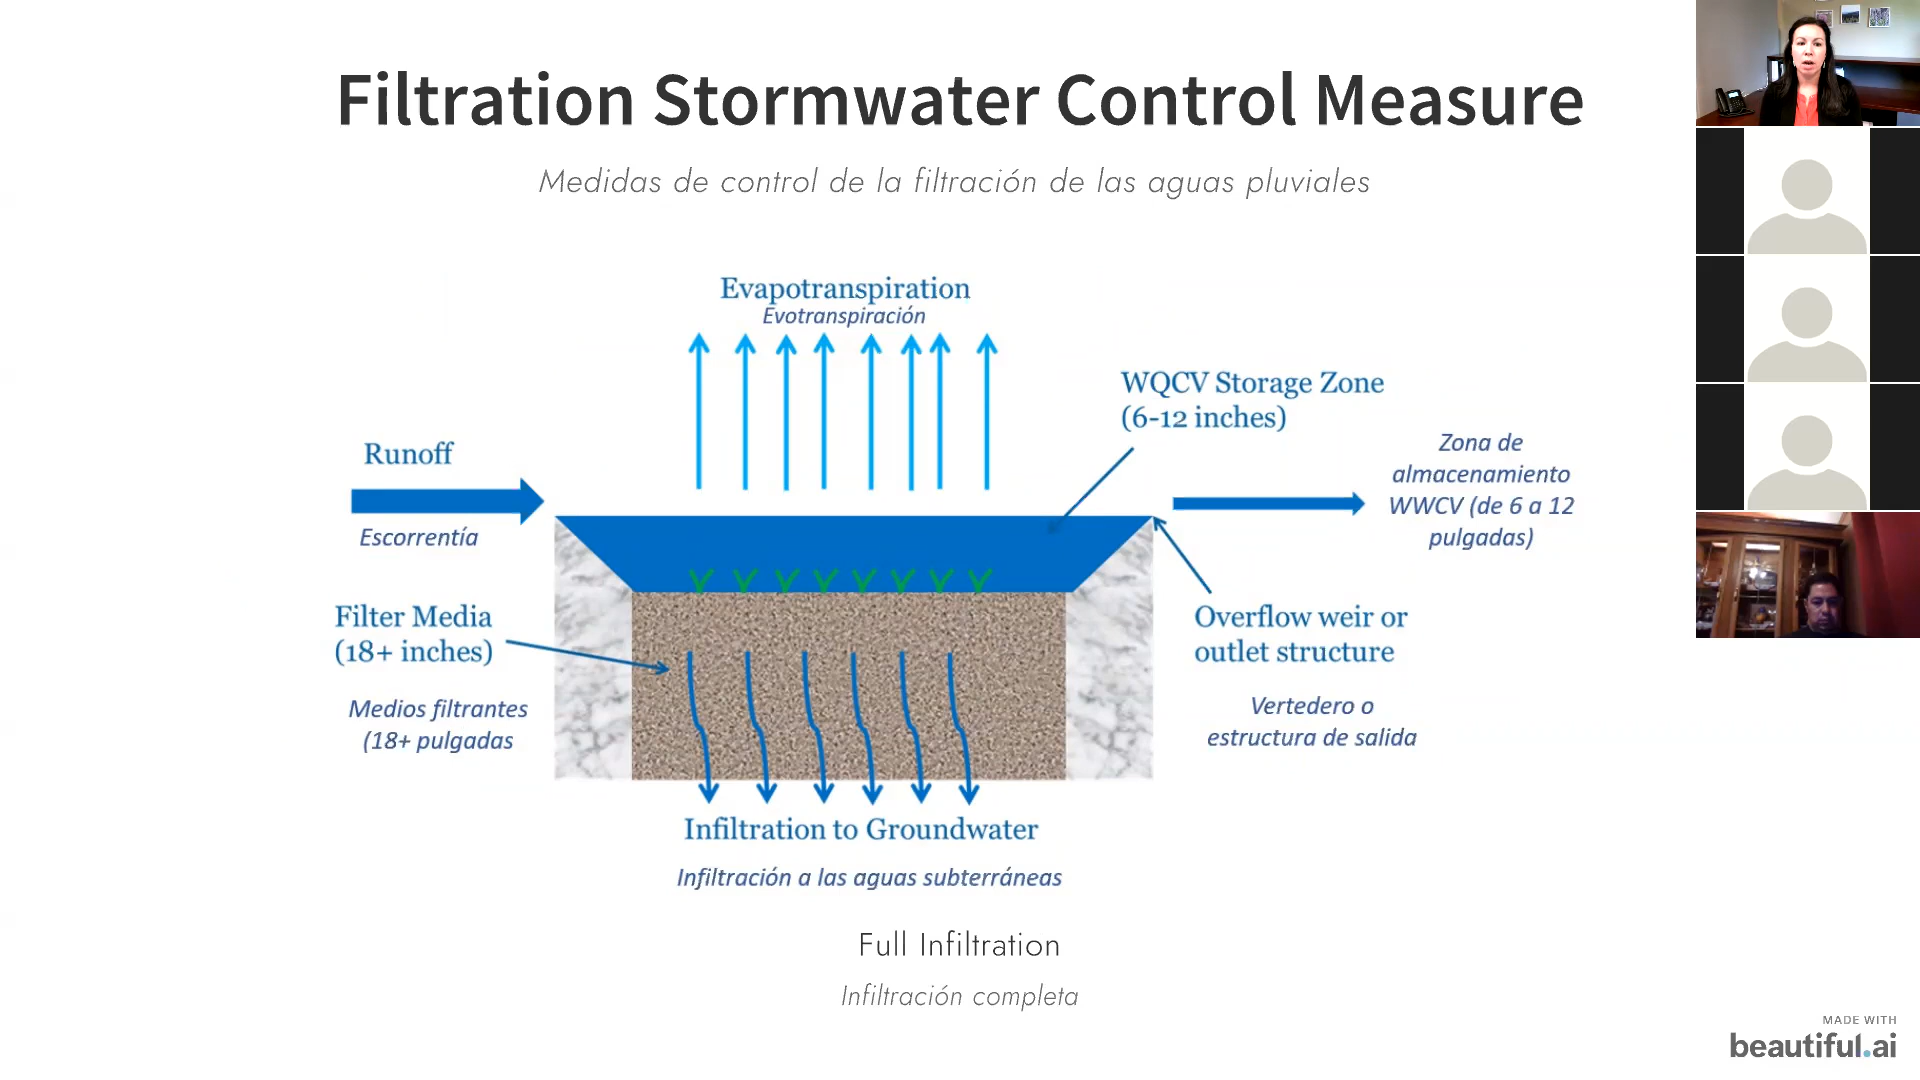 Filtration Stormwater Control Measure
Medidas de control de la filtración de las aguas pluviales
Evapotranspiration
Evotranspiración
WQCV Storage Zone
(6-12 inches)
Zona de
almacenamiento
WWCV (de 6 a 12
pulgadas)
Runoff
Escorrentía
Filter Media
(18+ inches)
Medios filtrantes
(18+ pulgadas
Overflow weir or
outlet structure
Vertedero o
estructura de salida
Infiltration to Groundwater
Infiltración a las aguas subterráneas
Full Infiltration
Infiltración completa
MADE WITH
beautiful.ai